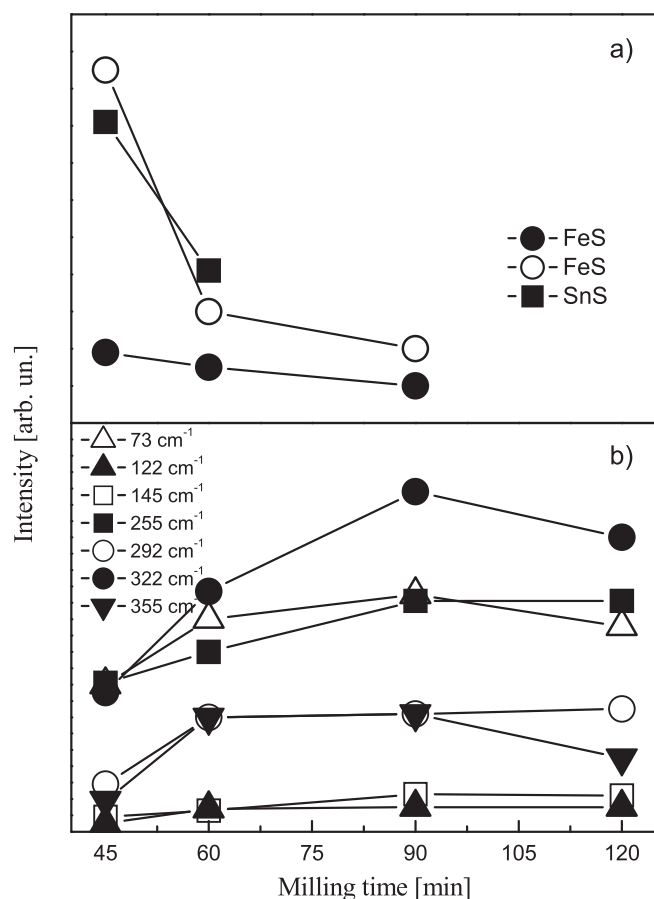 a)
FeS
FeS
SnS
Intensity [arb. un.]
b)
73 cm⁻¹
122 cm⁻¹
145 cm⁻¹
255 cm⁻¹
292 cm⁻¹
322 cm⁻¹
355 cm⁻¹
45 60 75 90 105 120
Milling time [min]